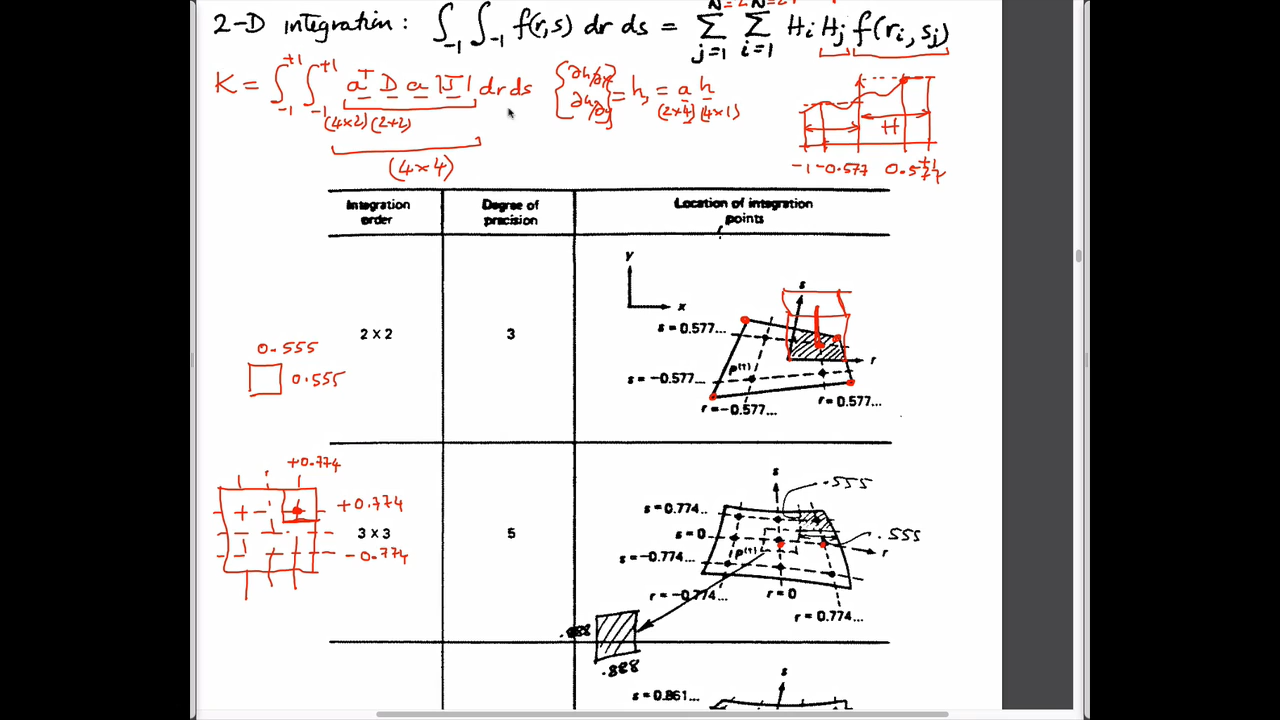 2-D integration: ∫₋₁ ∫₋₁ f(r,s) dr ds = Σ_{j=1} Σ_{i=1} Hi Hj f(ri, sj)
K = ∫₋₁⁺¹ ∫₋₁⁺¹ aᵀ D a |J| dr ds {∂h/∂x ∂h/∂y} = h, = a h
(4×2) (2×2) (2×4) (4×1)
(4×4)
H
-1 -0.577 0.577 +1
Integration order
Degree of precision
Location of integration points
y
x
s
r
2 × 2
3
s = 0.577...
s = −0.577...
P(T)
r = −0.577...
r = 0.577...
0.555
0.555
+0.774
+0.774
-0.774
3 × 3
5
s
s = 0.774..
s = 0
s = −0.774...
P(T)
r
.555
.555
r = −0.774...
r = 0
r = 0.774...
.888
.888
s
s = 0.861...